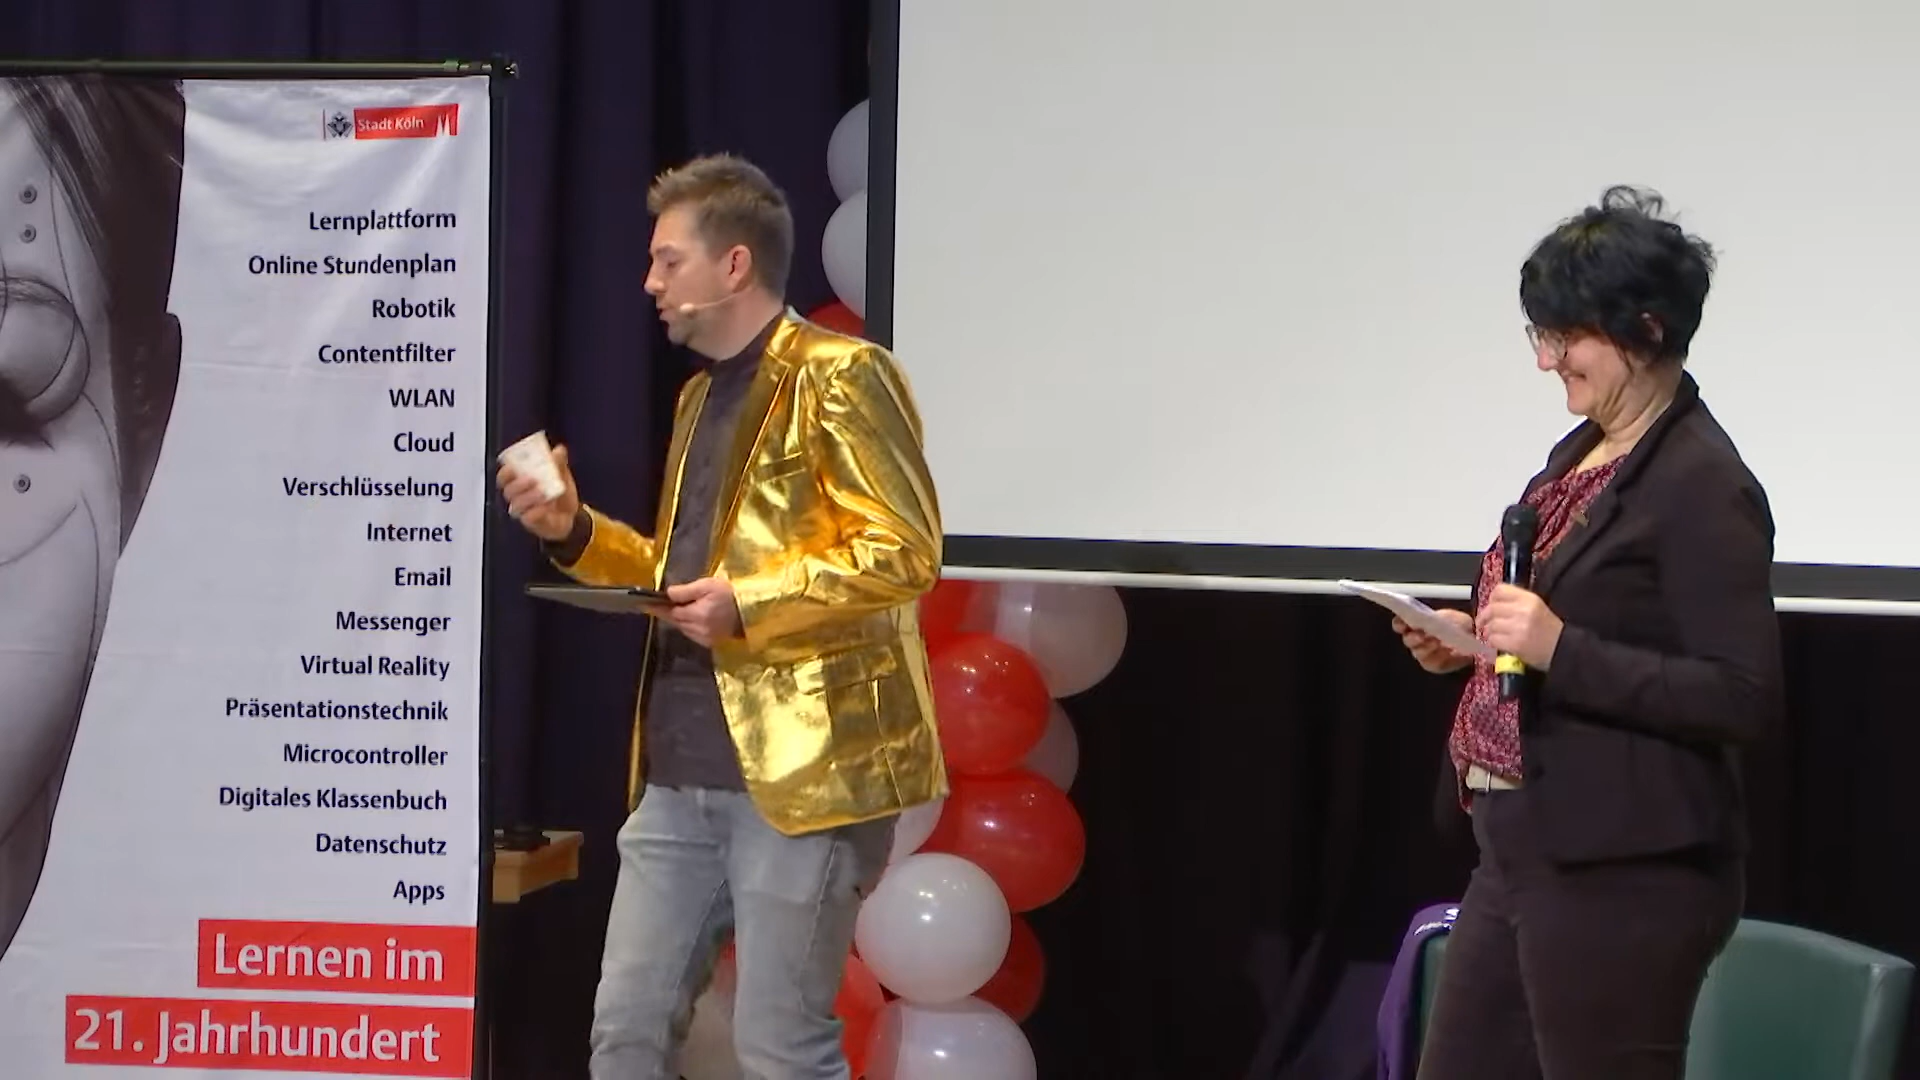 Stadt Köln
Lernplattform
Online Stundenplan
Robotik
Contentfilter
WLAN
Cloud
Verschlüsselung
Internet
Email
Messenger
Virtual Reality
Präsentationstechnik
Microcontroller
Digitales Klassenbuch
Datenschutz
Apps
Lernen im
21. Jahrhundert